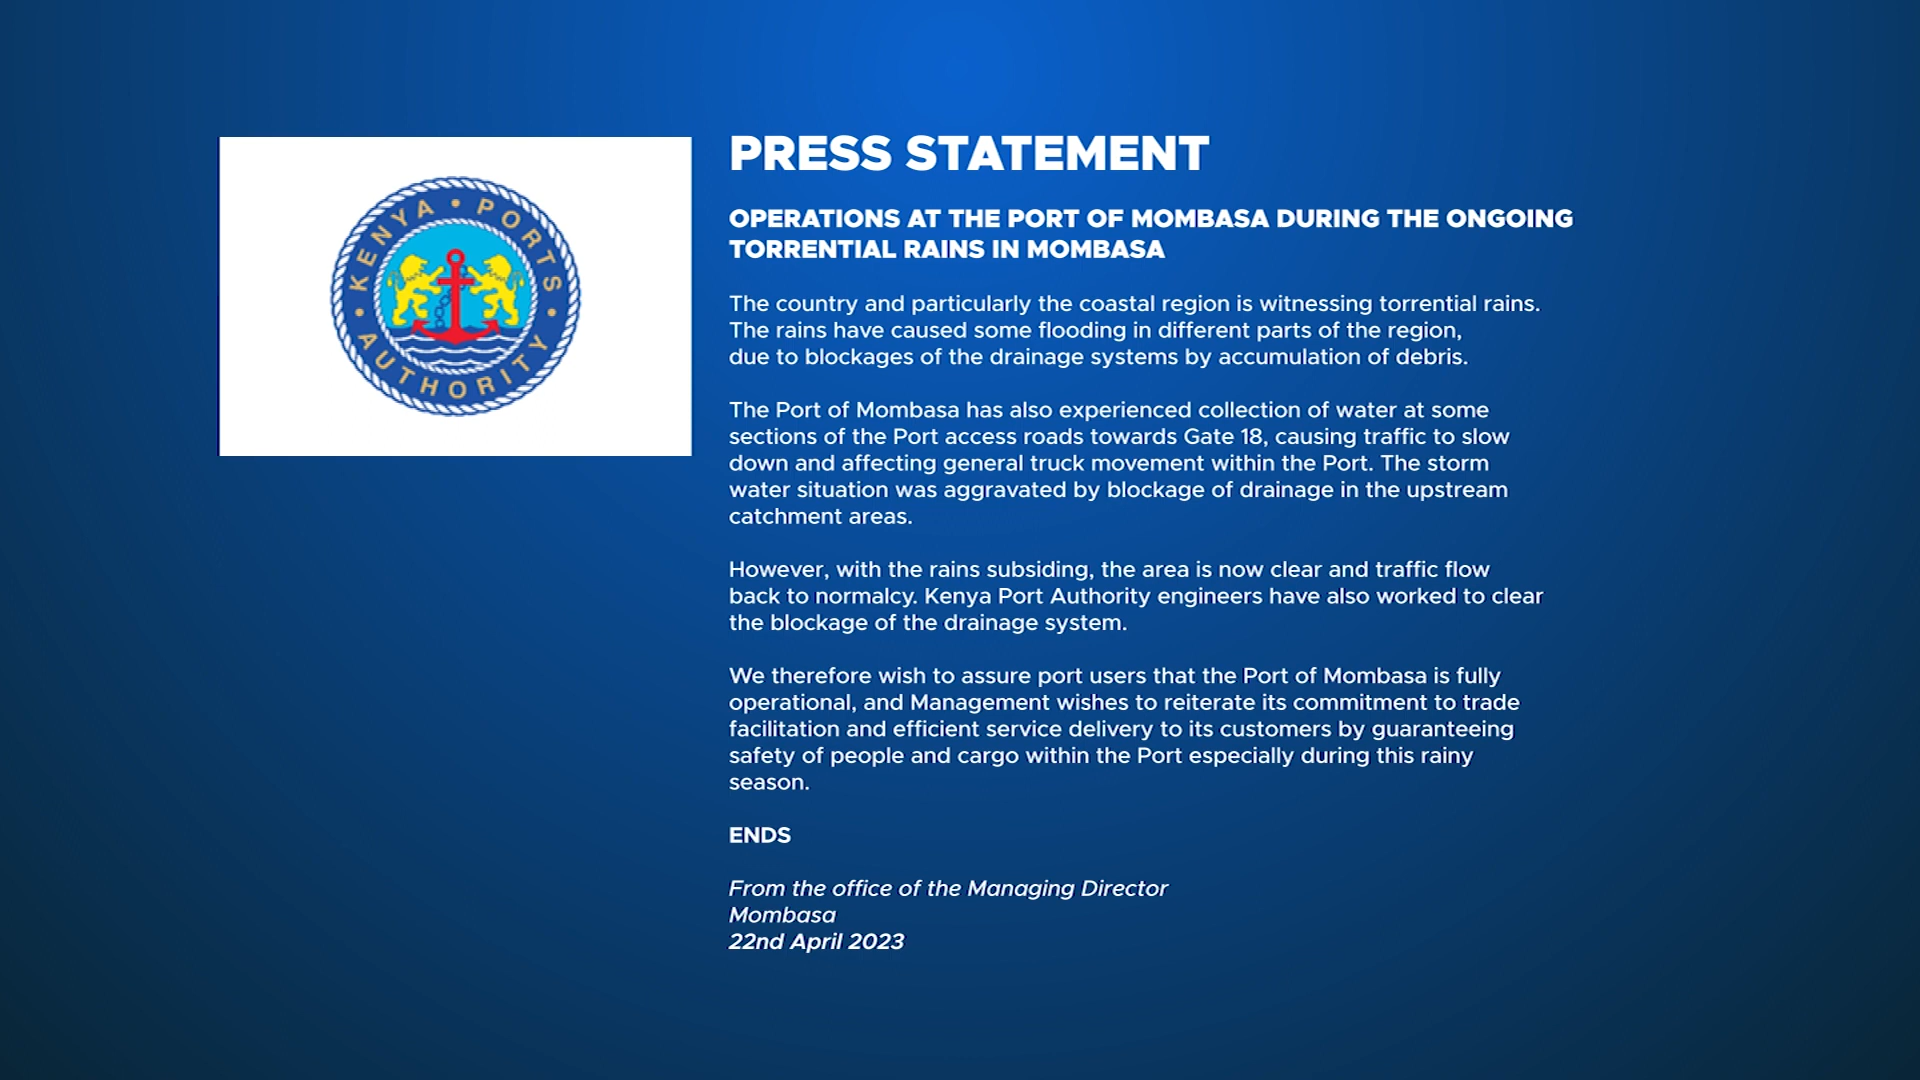 KENYA • PORTS
• AUTHORITY •
PRESS STATEMENT
OPERATIONS AT THE PORT OF MOMBASA DURING THE ONGOING
TORRENTIAL RAINS IN MOMBASA
The country and particularly the coastal region is witnessing torrential rains.
The rains have caused some flooding in different parts of the region,
due to blockages of the drainage systems by accumulation of debris.
The Port of Mombasa has also experienced collection of water at some
sections of the Port access roads towards Gate 18, causing traffic to slow
down and affecting general truck movement within the Port. The storm
water situation was aggravated by blockage of drainage in the upstream
catchment areas.
However, with the rains subsiding, the area is now clear and traffic flow
back to normalcy. Kenya Port Authority engineers have also worked to clear
the blockage of the drainage system.
We therefore wish to assure port users that the Port of Mombasa is fully
operational, and Management wishes to reiterate its commitment to trade
facilitation and efficient service delivery to its customers by guaranteeing
safety of people and cargo within the Port especially during this rainy
season.
ENDS
From the office of the Managing Director
Mombasa
22nd April 2023